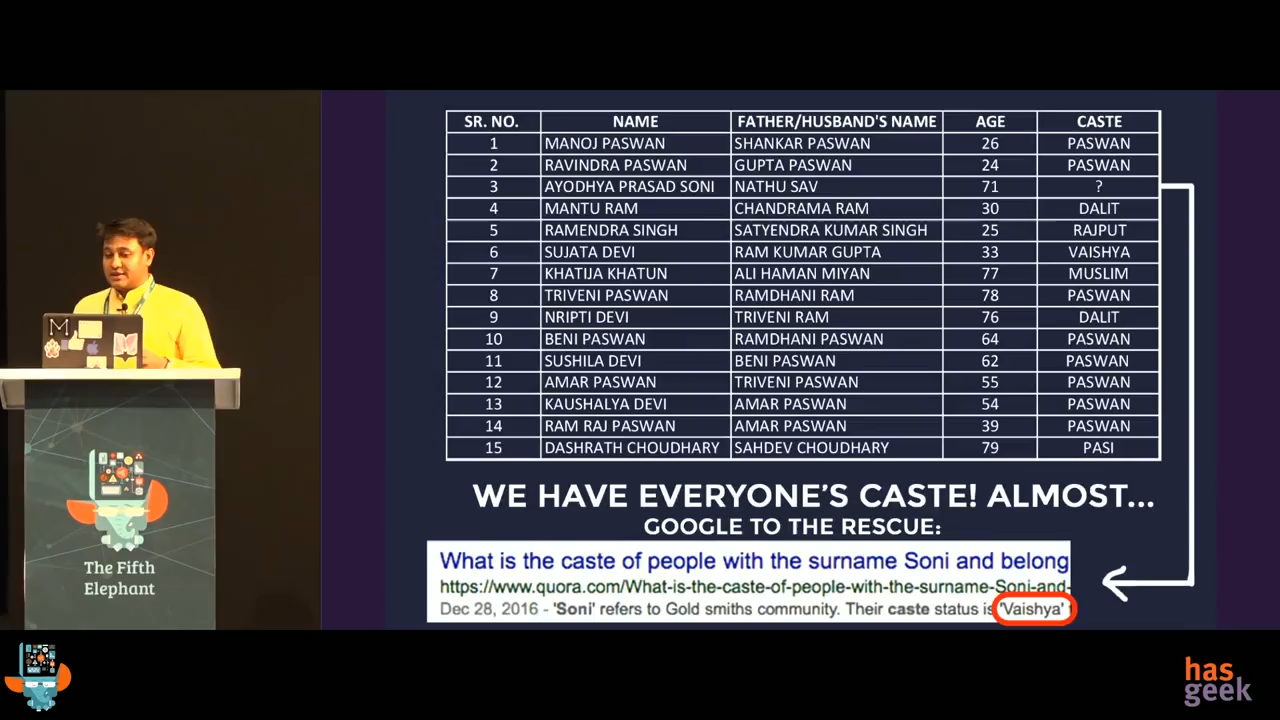 SR. NO. NAME FATHER/HUSBAND'S NAME AGE CASTE
1 MANOJ PASWAN SHANKAR PASWAN 26 PASWAN
2 RAVINDRA PASWAN GUPTA PASWAN 24 PASWAN
3 AYODHYA PRASAD SONI NATHU SAV 71 ?
4 MANTU RAM CHANDRAMA RAM 30 DALIT
5 RAMENDRA SINGH SATYENDRA KUMAR SINGH 25 RAJPUT
6 SUJATA DEVI RAM KUMAR GUPTA 33 VAISHYA
7 KHATIJA KHATUN ALI HAMAN MIYAN 77 MUSLIM
8 TRIVENI PASWAN RAMDHANI RAM 78 PASWAN
9 NRIPTI DEVI TRIVENI RAM 76 DALIT
10 BENI PASWAN RAMDHANI PASWAN 64 PASWAN
11 SUSHILA DEVI BENI PASWAN 62 PASWAN
12 AMAR PASWAN TRIVENI PASWAN 55 PASWAN
13 KAUSHALYA DEVI AMAR PASWAN 54 PASWAN
14 RAM RAJ PASWAN AMAR PASWAN 39 PASWAN
15 DASHRATH CHOUDHARY SAHDEV CHOUDHARY 79 PASI
WE HAVE EVERYONE'S CASTE! ALMOST...
GOOGLE TO THE RESCUE:
What is the caste of people with the surname Soni and belong
https://www.quora.com/What-is-the-caste-of-people-with-the-surname-Soni-and-
Dec 28, 2016 - 'Soni' refers to Gold smiths community. Their caste status is 'Vaishya'
The Fifth
Elephant
has
geek